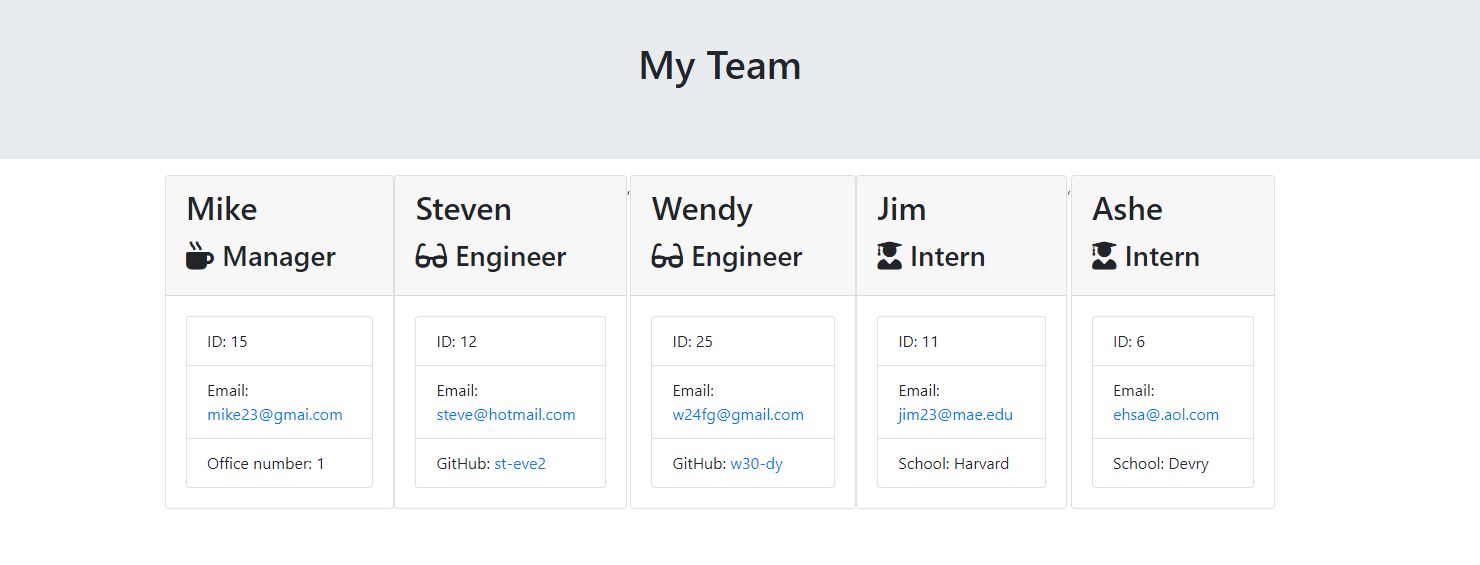 My Team
Mike
Manager
ID: 15
Email:
mike23@gmai.com
Office number: 1
Steven
Engineer
ID: 12
Email:
steve@hotmail.com
GitHub: st-eve2
,
Wendy
Engineer
ID: 25
Email:
w24fg@gmail.com
GitHub: w30-dy
Jim
Intern
ID: 11
Email:
jim23@mae.edu
School: Harvard
,
Ashe
Intern
ID: 6
Email:
ehsa@.aol.com
School: Devry